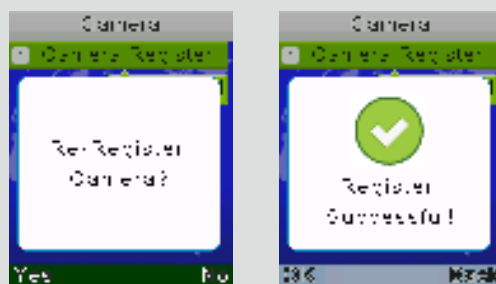 Camera
Camera Register
Re-Register
Camera?
Yes No
Camera
Camera Register
Register
Successful!